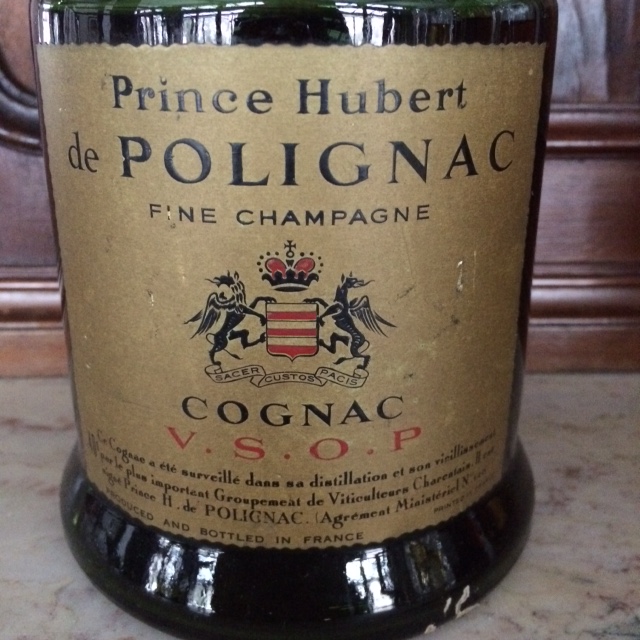 Prince Hubert
de POLIGNAC
FINE CHAMPAGNE
SACER CUSTOS PACIS
COGNAC
V.S.O.P
Ce Cognac a été surveillé dans sa distillation et son vieillissement
par le plus important Groupement de Viticulteurs Charentais. Il est
signé Prince H. de POLIGNAC. (Agrément Ministériel N°
PRODUCED AND BOTTLED IN FRANCE